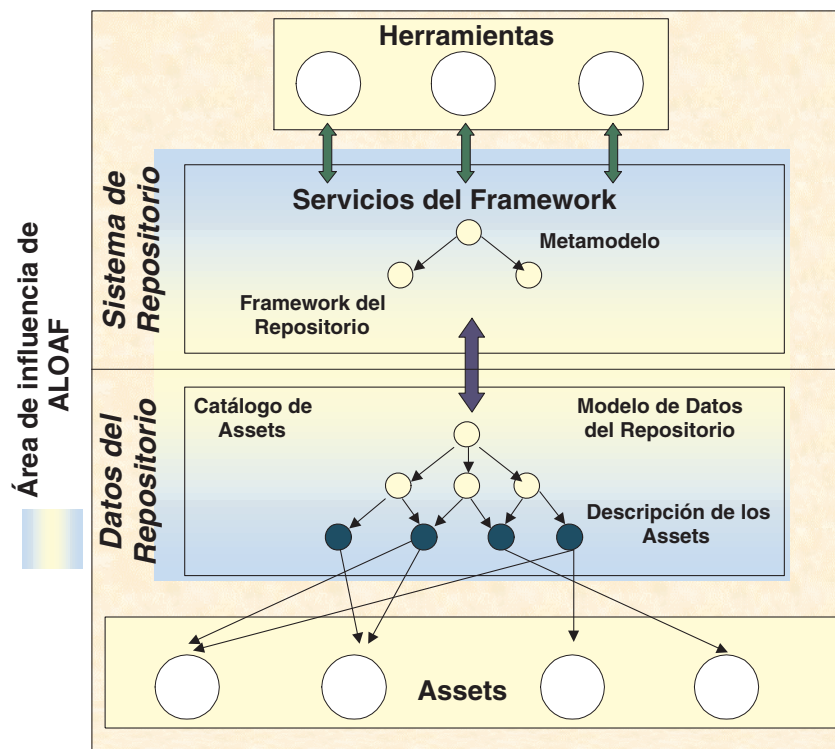 Herramientas
Sistema de
Repositorio
Servicios del Framework
Metamodelo
Framework del
Repositorio
Área de influencia de
ALOAF
Datos del
Repositorio
Catálogo de
Assets
Modelo de Datos
del Repositorio
Descripción de los
Assets
Assets